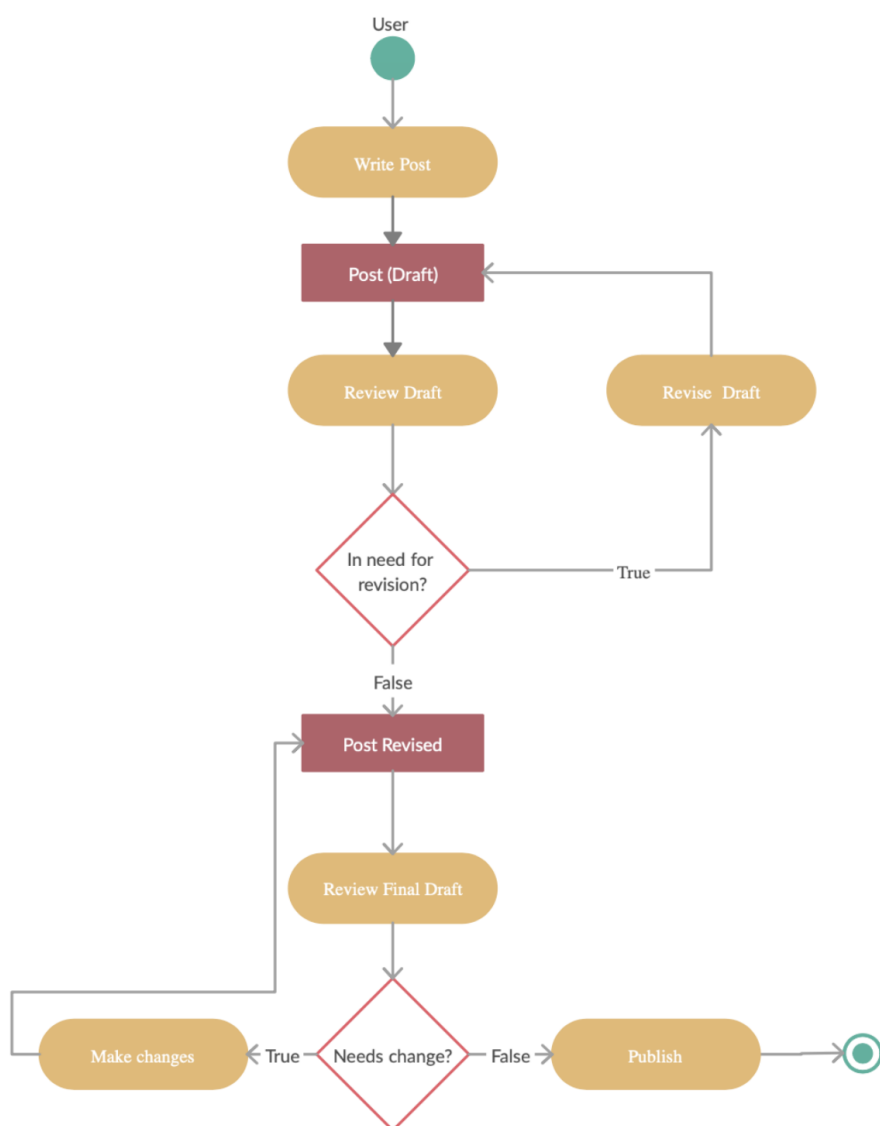 User
Write Post
Post (Draft)
Review Draft
Revise Draft
In need for
revision?
True
False
Post Revised
Review Final Draft
Make changes
True
Needs change?
False
Publish